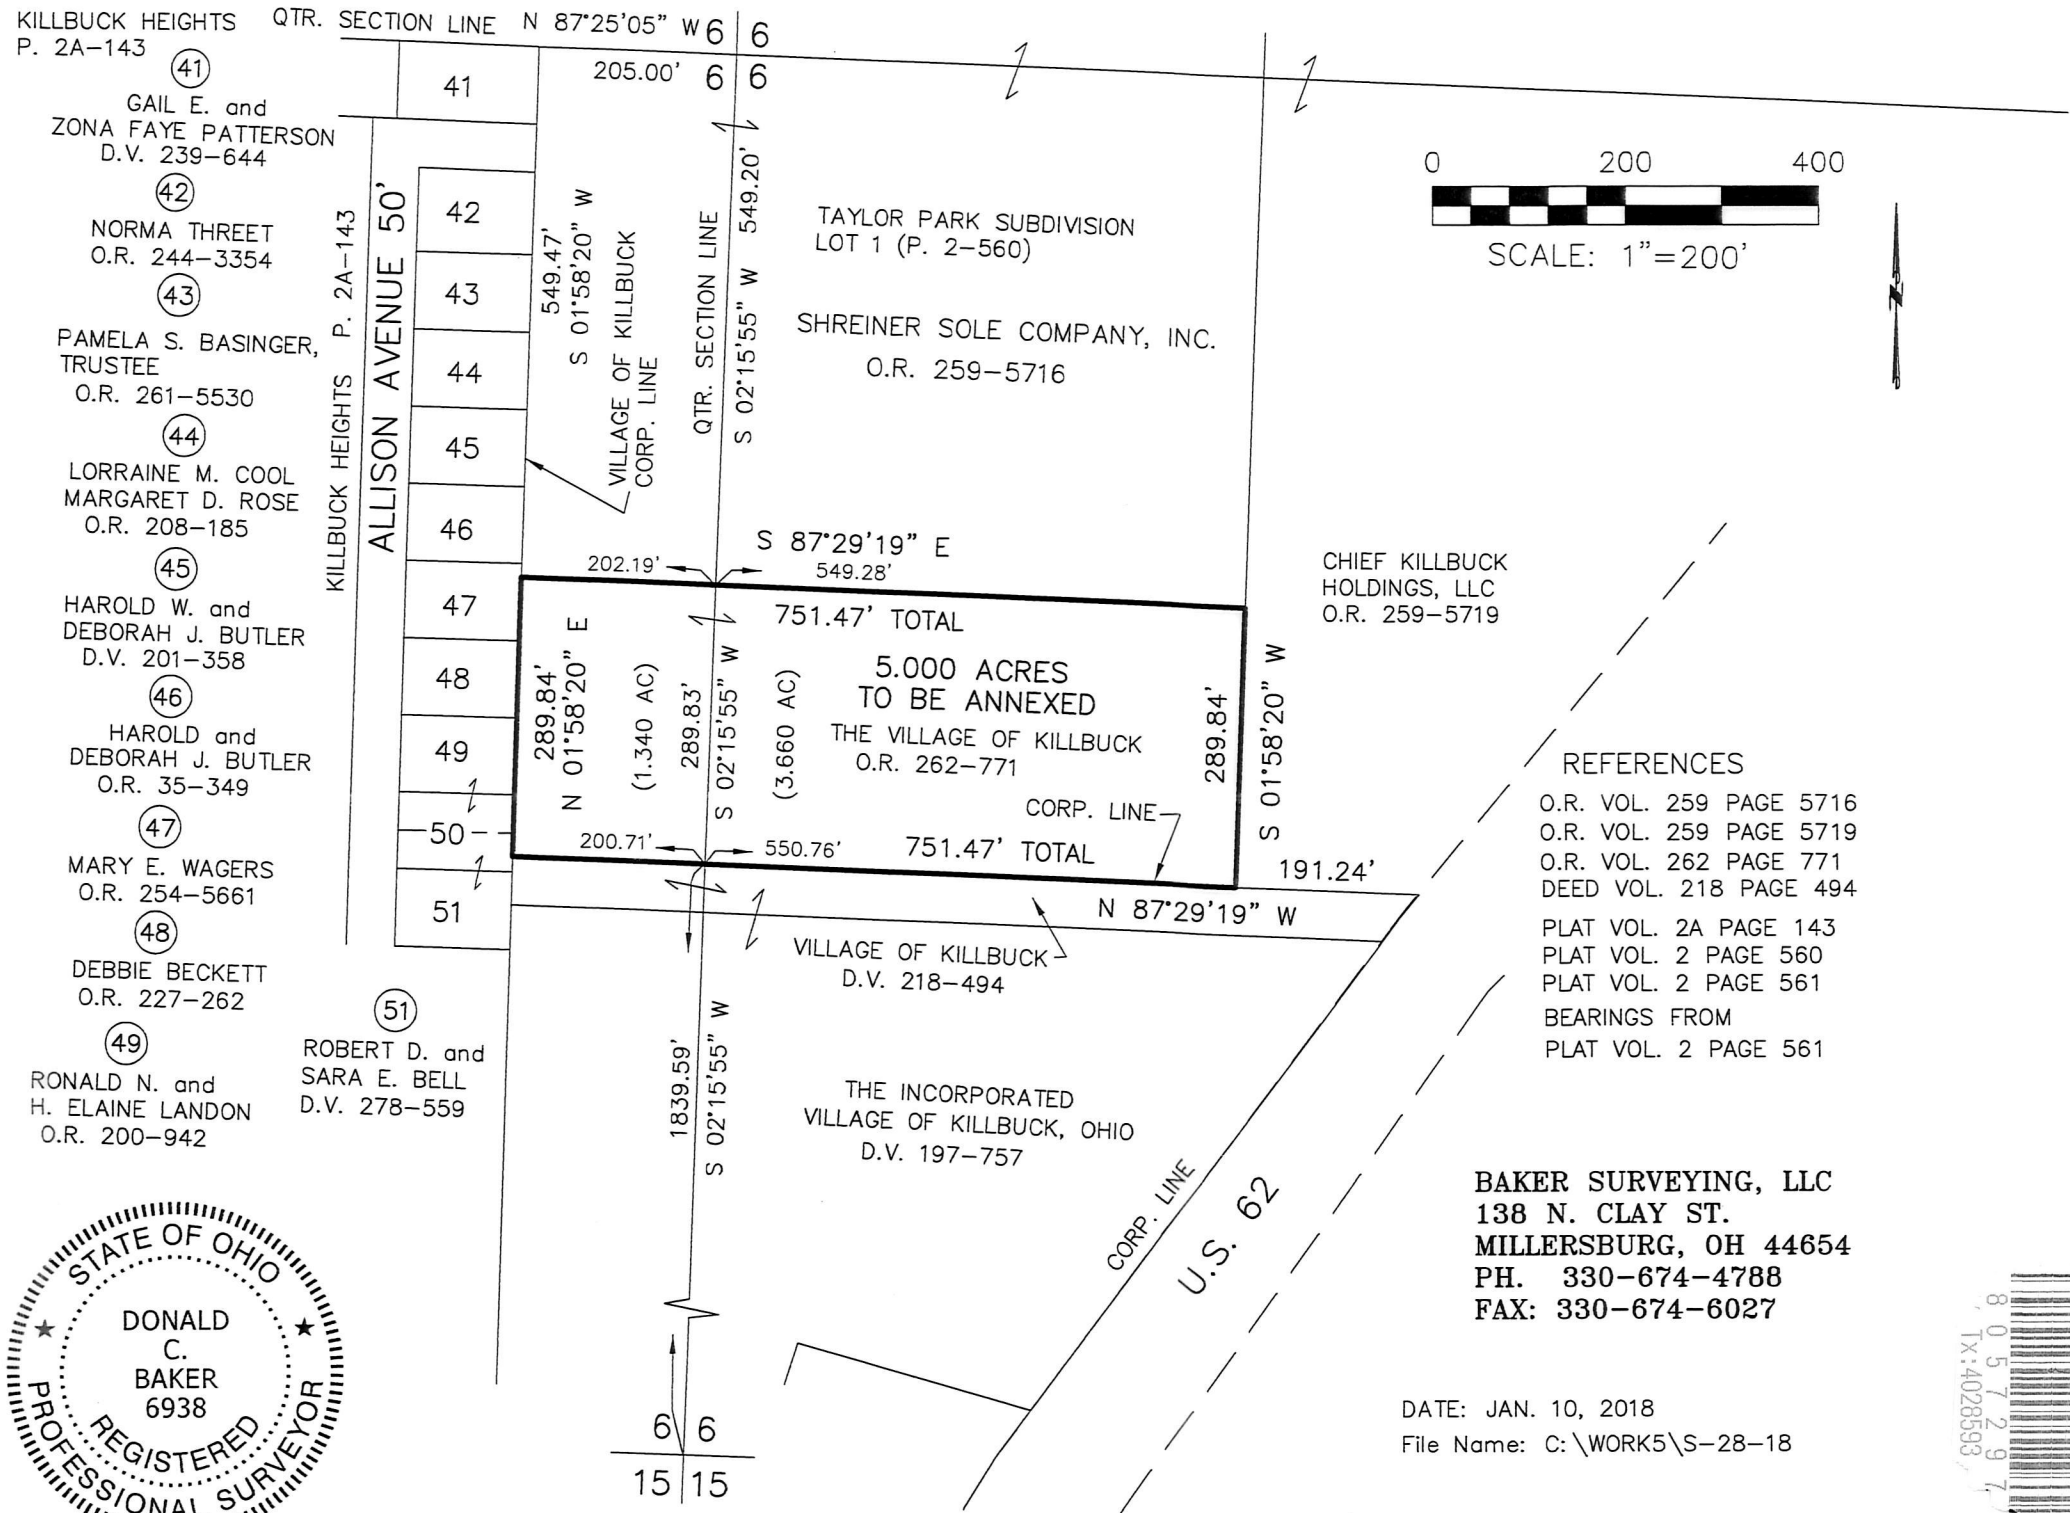 KILLBUCK HEIGHTS
P. 2A-143
41
GAIL E. and
ZONA FAYE PATTERSON
D.V. 239-644
42
NORMA THREET
O.R. 244-3354
43
PAMELA S. BASINGER,
TRUSTEE
O.R. 261-5530
44
LORRAINE M. COOL
MARGARET D. ROSE
O.R. 208-185
45
HAROLD W. and
DEBORAH J. BUTLER
D.V. 201-358
46
HAROLD and
DEBORAH J. BUTLER
O.R. 35-349
47
MARY E. WAGERS
O.R. 254-5661
48
DEBBIE BECKETT
O.R. 227-262
49
RONALD N. and
H. ELAINE LANDON
O.R. 200-942
51
ROBERT D. and
SARA E. BELL
D.V. 278-559
QTR. SECTION LINE N 87°25'05" W
6 6
6 6
205.00'
KILLBUCK HEIGHTS P. 2A-143
ALLISON AVENUE 50'
41
42
43
44
45
46
47
48
49
50
51
549.47'
S 01°58'20" W
VILLAGE OF KILLBUCK
CORP. LINE
QTR. SECTION LINE
S 02°15'55" W 549.20'
TAYLOR PARK SUBDIVISION
LOT 1 (P. 2-560)
SHREINER SOLE COMPANY, INC.
O.R. 259-5716
0 200 400
SCALE: 1"=200'
N
S 87°29'19" E
202.19'
549.28'
751.47' TOTAL
5.000 ACRES
TO BE ANNEXED
THE VILLAGE OF KILLBUCK
O.R. 262-771
289.84'
N 01°58'20" E
(1.340 AC)
289.83'
S 02°15'55" W
(3.660 AC)
289.84'
S 01°58'20" W
CORP. LINE
200.71'
550.76'
751.47' TOTAL
191.24'
N 87°29'19" W
CHIEF KILLBUCK
HOLDINGS, LLC
O.R. 259-5719
VILLAGE OF KILLBUCK
D.V. 218-494
1839.59'
S 02°15'55" W
THE INCORPORATED
VILLAGE OF KILLBUCK, OHIO
D.V. 197-757
CORP. LINE
U.S. 62
6 6
15 15
REFERENCES
O.R. VOL. 259 PAGE 5716
O.R. VOL. 259 PAGE 5719
O.R. VOL. 262 PAGE 771
DEED VOL. 218 PAGE 494
PLAT VOL. 2A PAGE 143
PLAT VOL. 2 PAGE 560
PLAT VOL. 2 PAGE 561
BEARINGS FROM
PLAT VOL. 2 PAGE 561
BAKER SURVEYING, LLC
138 N. CLAY ST.
MILLERSBURG, OH 44654
PH. 330-674-4788
FAX: 330-674-6027
DATE: JAN. 10, 2018
File Name: C:\WORK5\S-28-18
STATE OF OHIO
DONALD
C.
BAKER
6938
REGISTERED
PROFESSIONAL SURVEYOR
8057297
Tx:4028593